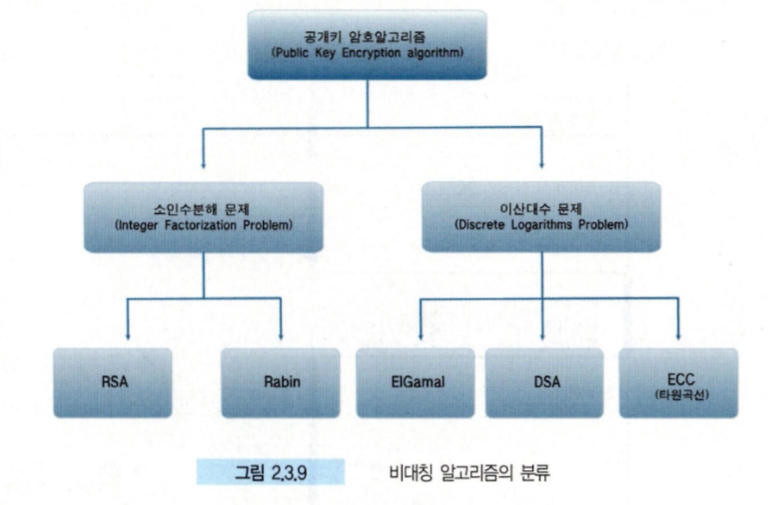 공개키 암호알고리즘
(Public Key Encryption algorithm)
소인수분해 문제
(Integer Factorization Problem)
이산대수 문제
(Discrete Logarithms Problem)
RSA
Rabin
ElGamal
DSA
ECC
(타원곡선)
그림 2.3.9 비대칭 알고리즘의 분류